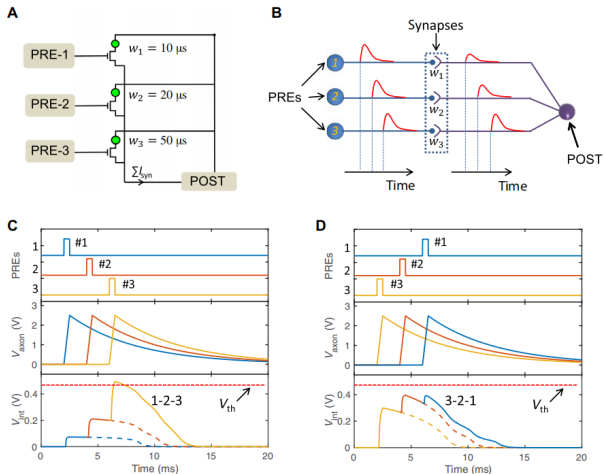 A
PRE-1
w₁ = 10 μs
PRE-2
w₂ = 20 μs
PRE-3
w₃ = 50 μs
∑Isyn
POST
B
Synapses
1
w₁
PREs
2
w₂
3
w₃
POST
Time
Time
C
PREs
1
2
3
#1
#2
#3
Vaxon (V)
3
2
1
0
Vint (V)
0.4
0.2
0
1-2-3
Vth
0 5 10 15 20
Time (ms)
D
PREs
1
2
3
#1
#2
#3
Vaxon (V)
3
2
1
0
Vint (V)
0.4
0.2
0
3-2-1
Vth
0 5 10 15 20
Time (ms)